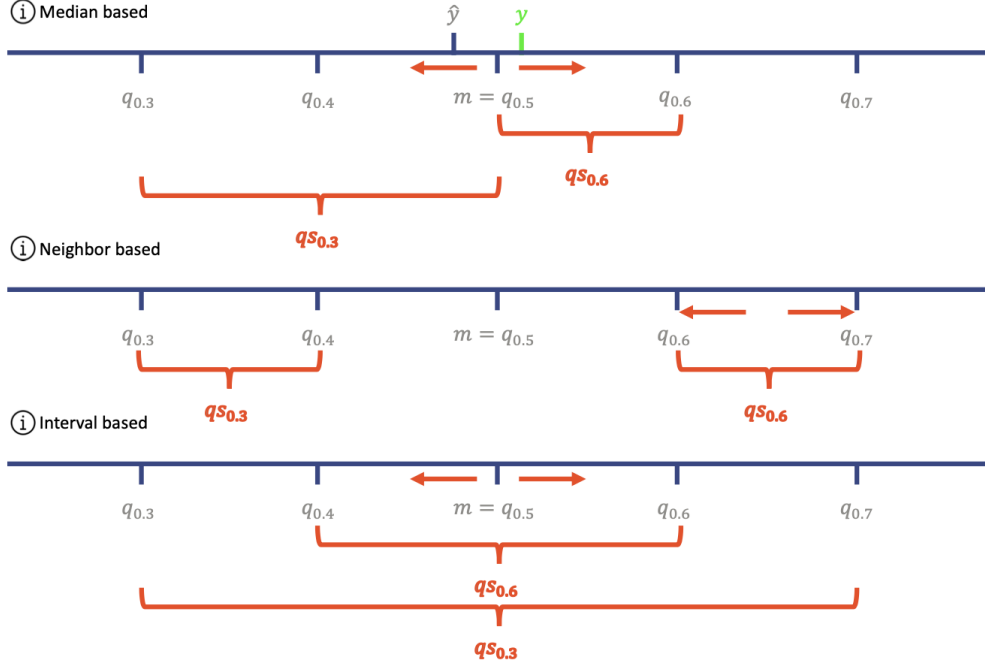 ⓘ Median based
ŷ y
q₀.₃ q₀.₄ m = q₀.₅ q₀.₆ q₀.₇
qs₀.₆
qs₀.₃
ⓘ Neighbor based
q₀.₃ q₀.₄ m = q₀.₅ q₀.₆ q₀.₇
qs₀.₃ qs₀.₆
ⓘ Interval based
q₀.₃ q₀.₄ m = q₀.₅ q₀.₆ q₀.₇
qs₀.₆
qs₀.₃